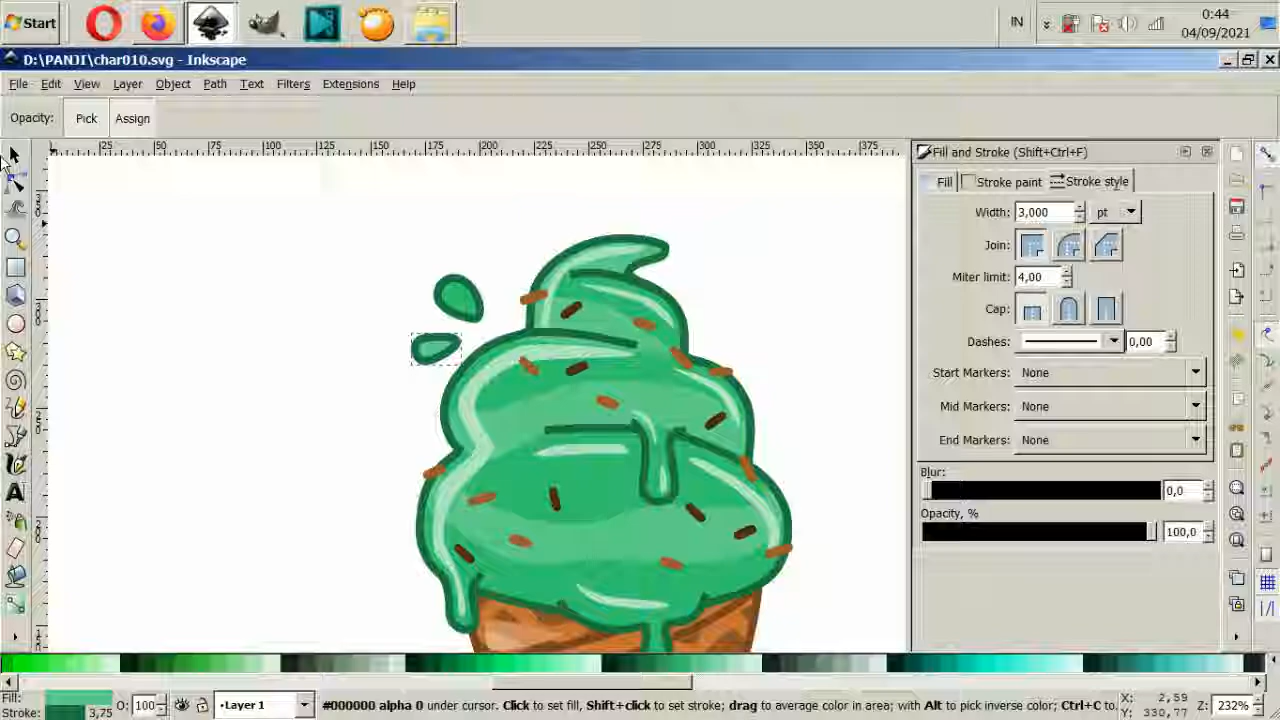 Start
IN
0:44
04/09/2021
D:\PANJI\char010.svg - Inkscape
File Edit View Layer Object Path Text Filters Extensions Help
Opacity: Pick Assign
25 50 100 125 150 175 200 225 250 275 300 315 350 375
Fill and Stroke (Shift+Ctrl+F)
Fill Stroke paint Stroke style
Width: 3,000 pt
Join:
Miter limit: 4,00
Cap:
Dashes: 0,00
Start Markers: None
Mid Markers: None
End Markers: None
Blur:
0,0
Opacity, %
100,0
Fill:
Stroke: 3,75
O: 100
Layer 1
#000000 alpha 0 under cursor. Click to set fill, Shift+click to set stroke; drag to average color in area; with Alt to pick inverse color; Ctrl+C to
X: 2,59
Y: 330,77
Z: 232%